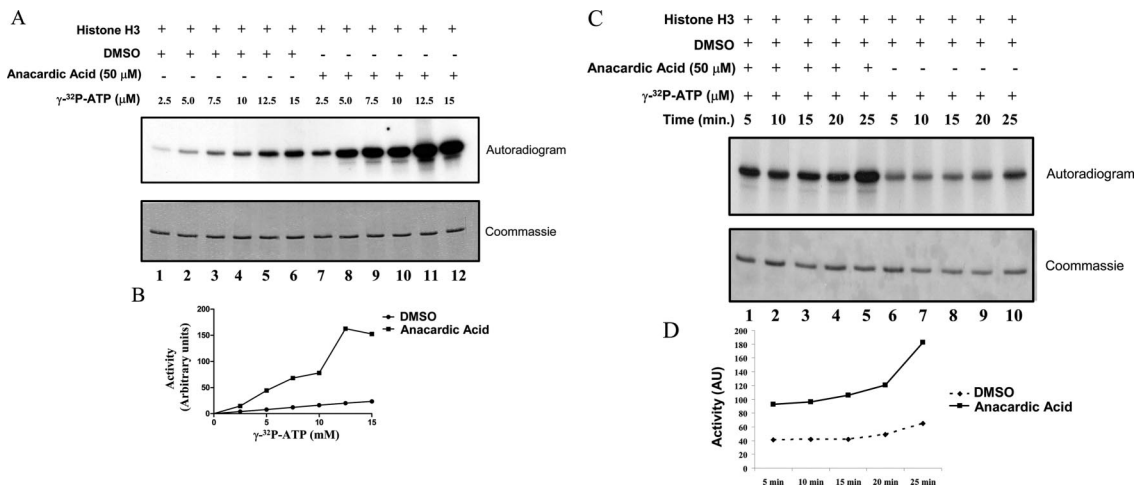 A
Histone H3 + + + + + + + + + + + +
DMSO + + + + + + - - - - - -
Anacardic Acid (50 µM) - - - - - - + + + + + +
γ-³²P-ATP (µM) 2.5 5.0 7.5 10 12.5 15 2.5 5.0 7.5 10 12.5 15
Autoradiogram
Coommassie
1 2 3 4 5 6 7 8 9 10 11 12
B
Activity
(Arbitrary units)
200
150
100
50
0
0 5 10 15
γ-³²P-ATP (mM)
DMSO
Anacardic Acid
C
Histone H3 + + + + + + + + + +
DMSO + + + + + + + + + +
Anacardic Acid (50 µM) + + + + + - - - - -
γ-³²P-ATP (µM) + + + + + + + + + +
Time (min.) 5 10 15 20 25 5 10 15 20 25
Autoradiogram
Coommassie
1 2 3 4 5 6 7 8 9 10
D
Activity (AU)
200
180
160
140
120
100
80
60
40
20
0
5 min 10 min 15 min 20 min 25 min
DMSO
Anacardic Acid